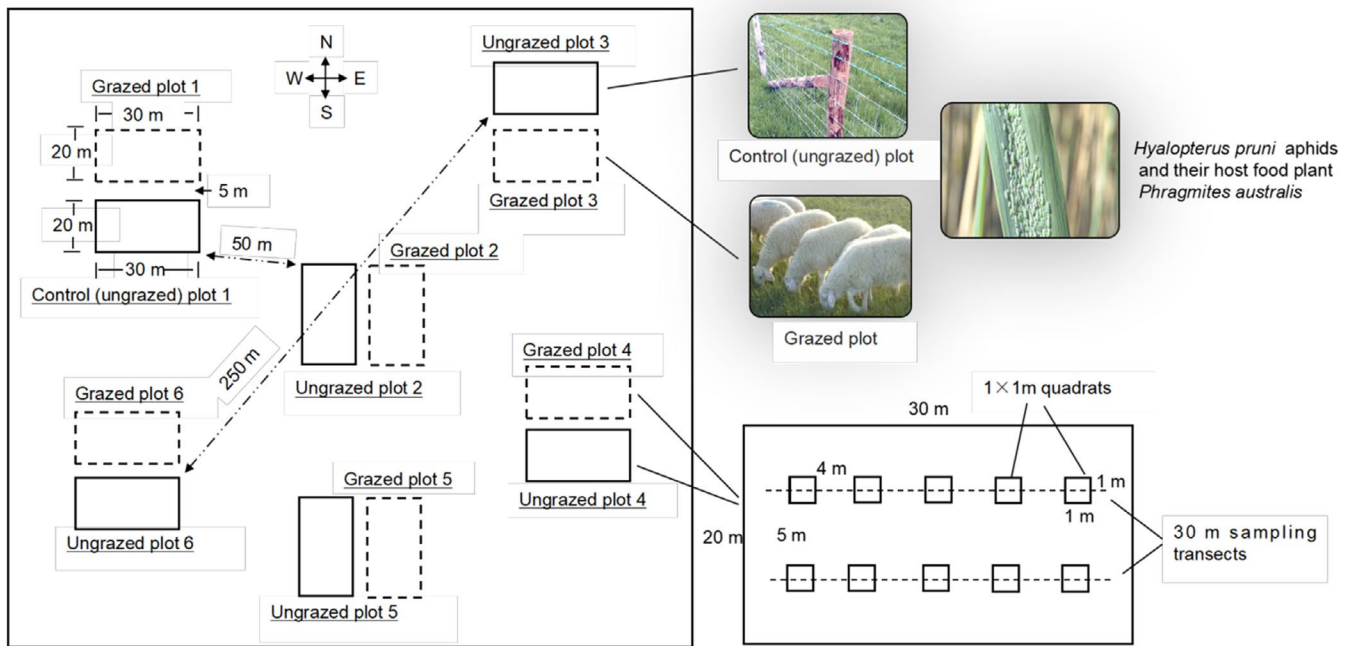 N
W E
S
Grazed plot 1
30 m
20 m
5 m
20 m
30 m
Control (ungrazed) plot 1
50 m
Ungrazed plot 3
Grazed plot 3
Grazed plot 2
Ungrazed plot 2
250 m
Grazed plot 6
Ungrazed plot 6
Grazed plot 5
Ungrazed plot 5
Grazed plot 4
Ungrazed plot 4
Control (ungrazed) plot
Grazed plot
Hyalopterus pruni aphids
and their host food plant
Phragmites australis
1×1m quadrats
30 m
4 m
1 m
1 m
20 m
5 m
30 m sampling
transects